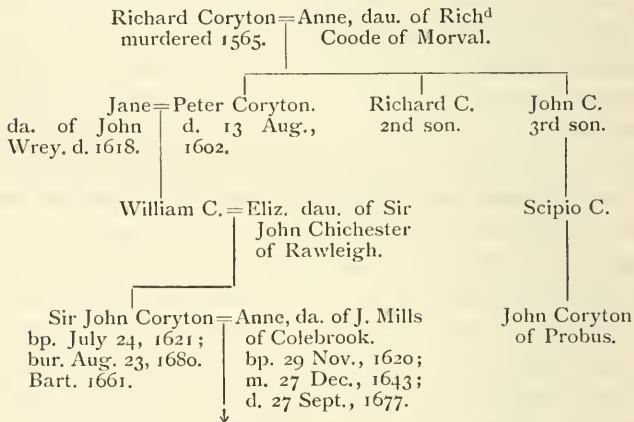 Richard Coryton=Anne, dau. of Richd
murdered 1565. Coode of Morval.
Jane=Peter Coryton. Richard C. John C.
da. of John d. 13 Aug., 2nd son. 3rd son.
Wrey. d. 1618. 1602.
William C.=Eliz. dau. of Sir Scipio C.
John Chichester
of Rawleigh.
Sir John Coryton=Anne, da. of J. Mills John Coryton
bp. July 24, 1621; of Colebrook. of Probus.
bur. Aug. 23, 1680. bp. 29 Nov., 1620;
Bart. 1661. m. 27 Dec., 1643;
d. 27 Sept., 1677.